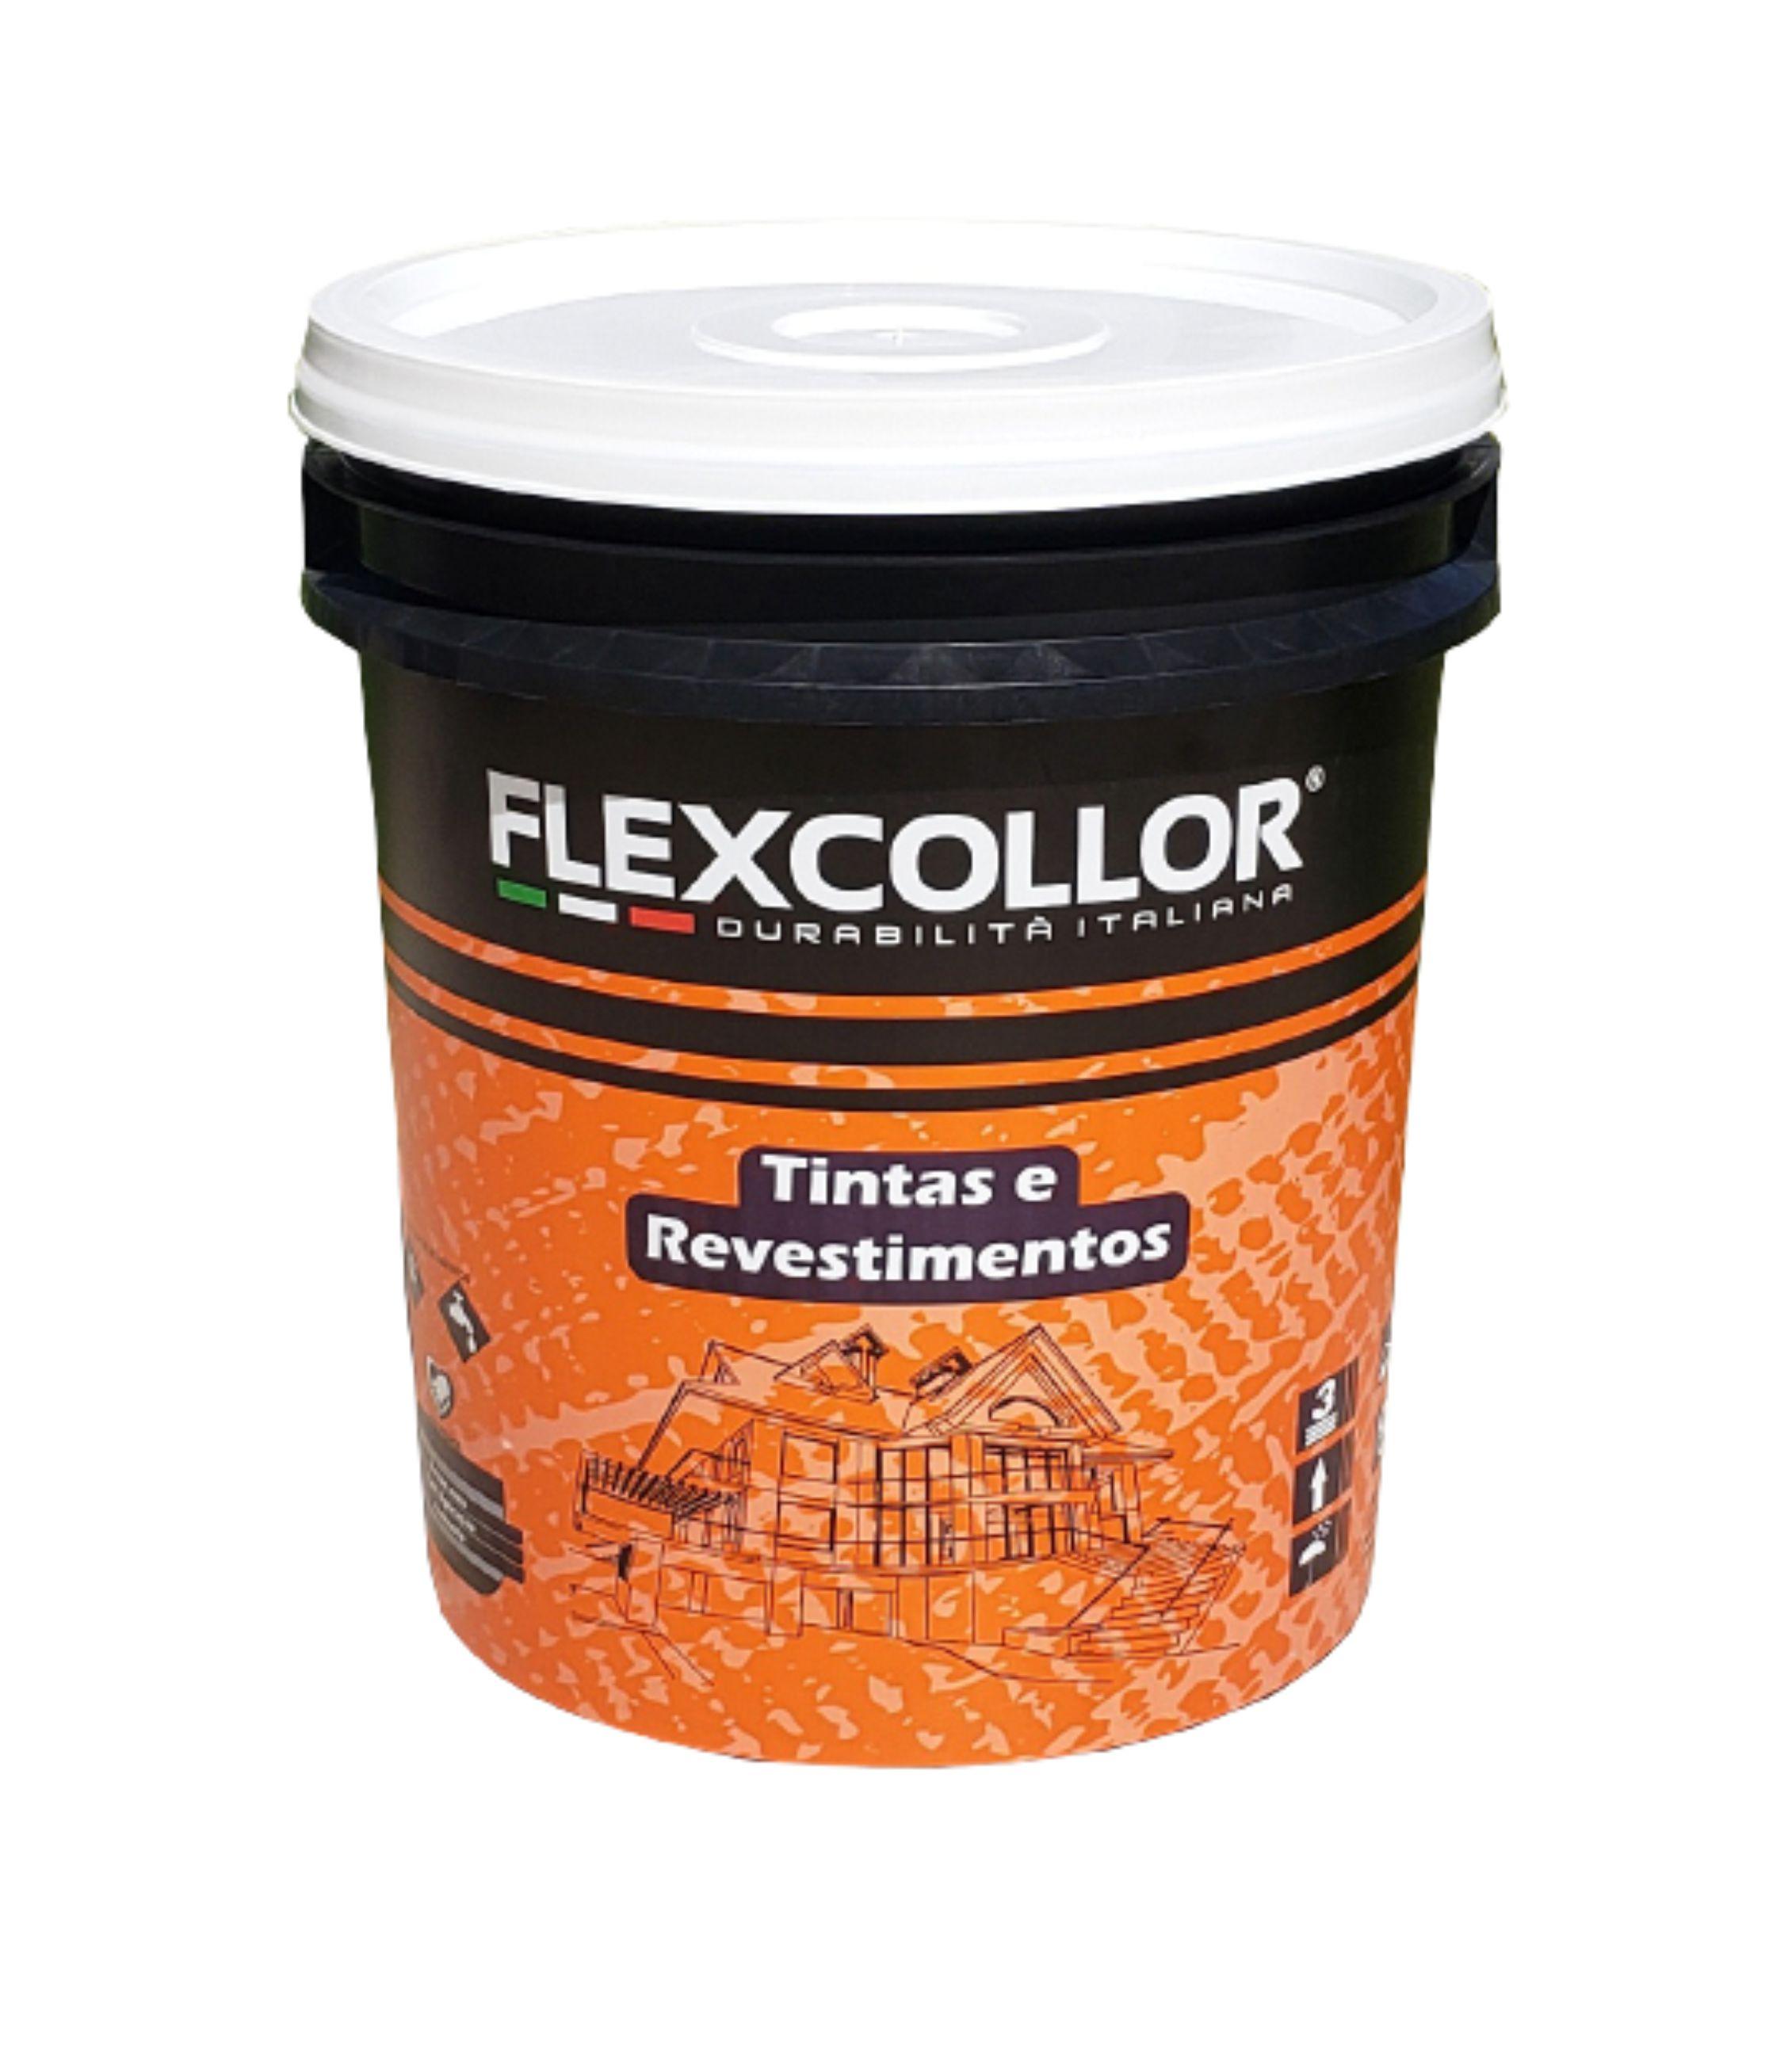 FLEXCOLLOR®
DURABILITÀ ITALIANA
Tintas e
Revestimentos
3